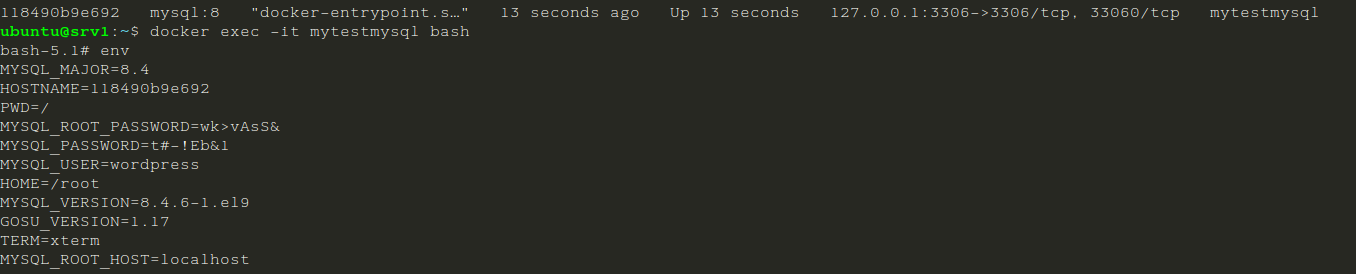 118490b9e692   mysql:8   "docker-entrypoint.s…"   13 seconds ago   Up 13 seconds   127.0.0.1:3306->3306/tcp, 33060/tcp   mytestmysql
ubuntu@srv1:~$ docker exec -it mytestmysql bash
bash-5.1# env
MYSQL_MAJOR=8.4
HOSTNAME=118490b9e692
PWD=/
MYSQL_ROOT_PASSWORD=wk>vAsS&
MYSQL_PASSWORD=t#-!Eb&1
MYSQL_USER=wordpress
HOME=/root
MYSQL_VERSION=8.4.6-1.el9
GOSU_VERSION=1.17
TERM=xterm
MYSQL_ROOT_HOST=localhost